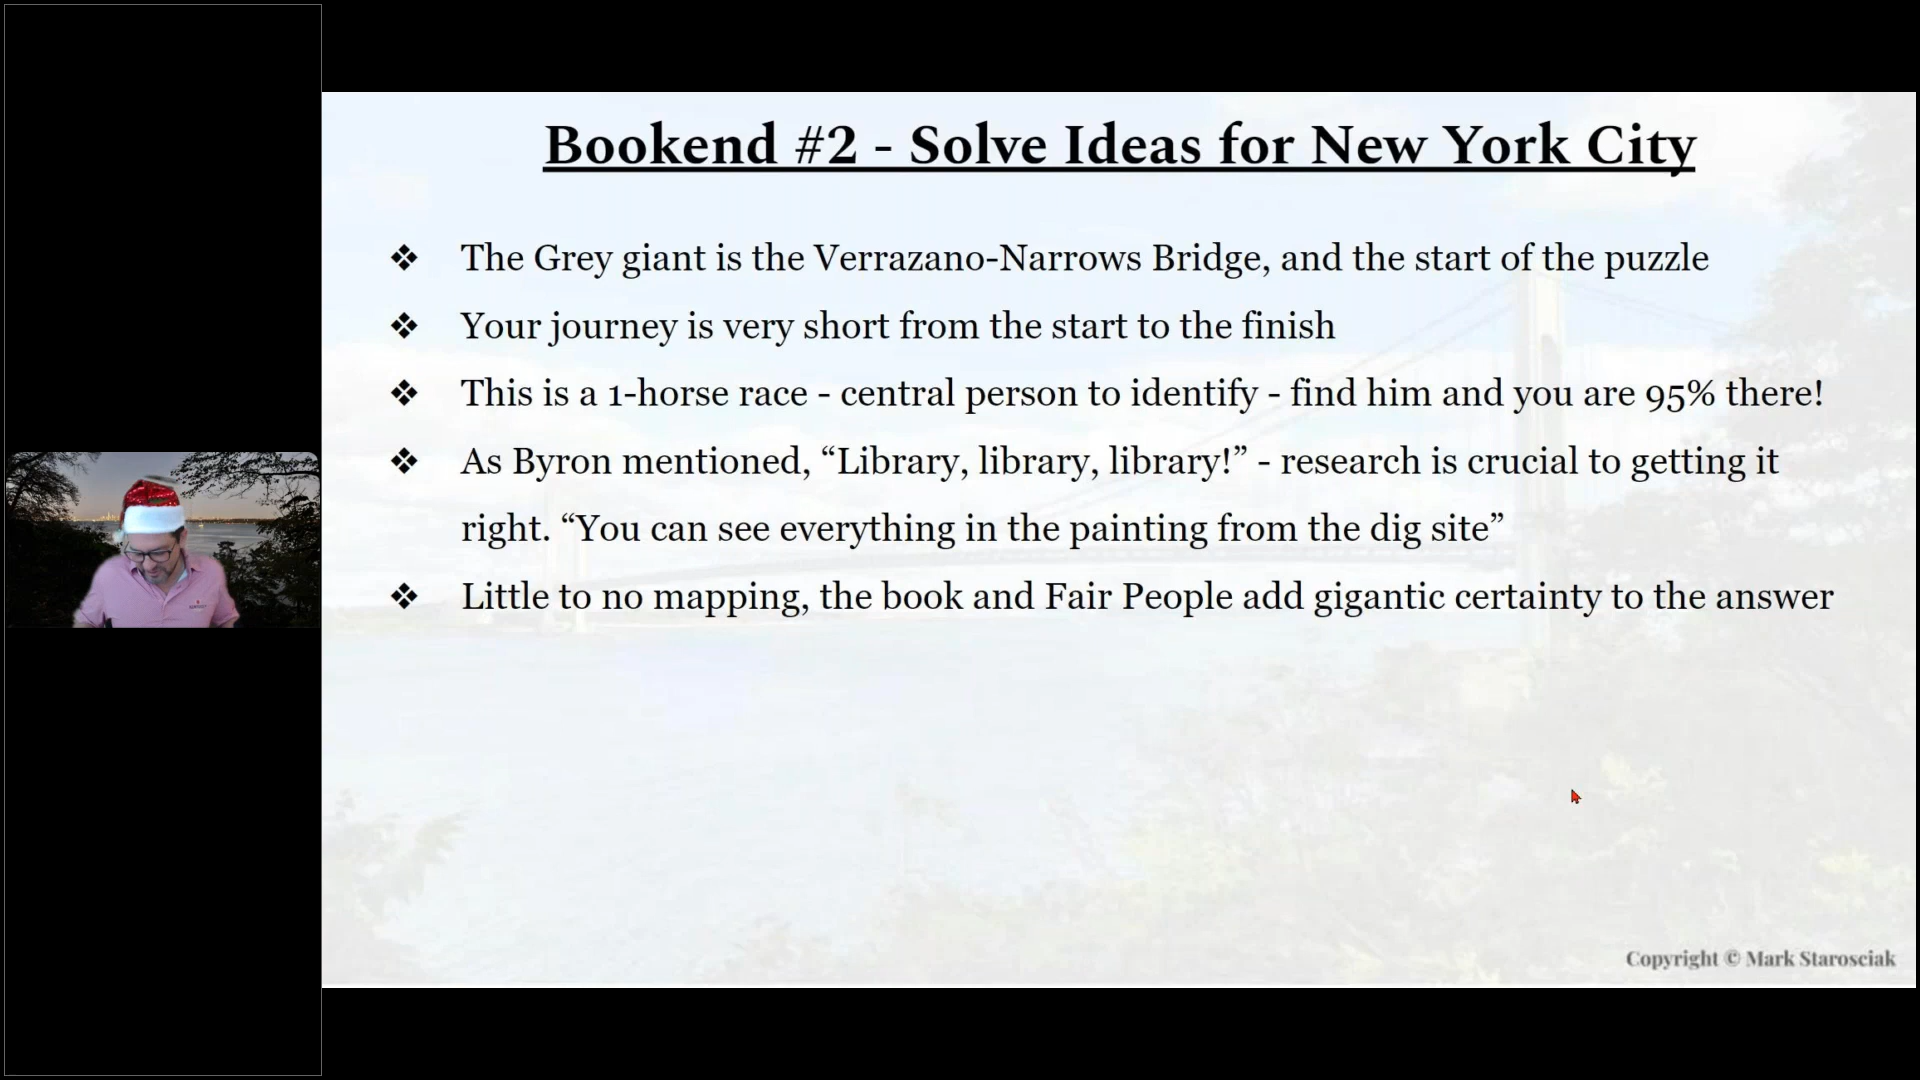 Bookend #2 - Solve Ideas for New York City
❖ The Grey giant is the Verrazano-Narrows Bridge, and the start of the puzzle
❖ Your journey is very short from the start to the finish
❖ This is a 1-horse race - central person to identify - find him and you are 95% there!
❖ As Byron mentioned, “Library, library, library!” - research is crucial to getting it
right. “You can see everything in the painting from the dig site”
❖ Little to no mapping, the book and Fair People add gigantic certainty to the answer
Copyright © Mark Starosciak